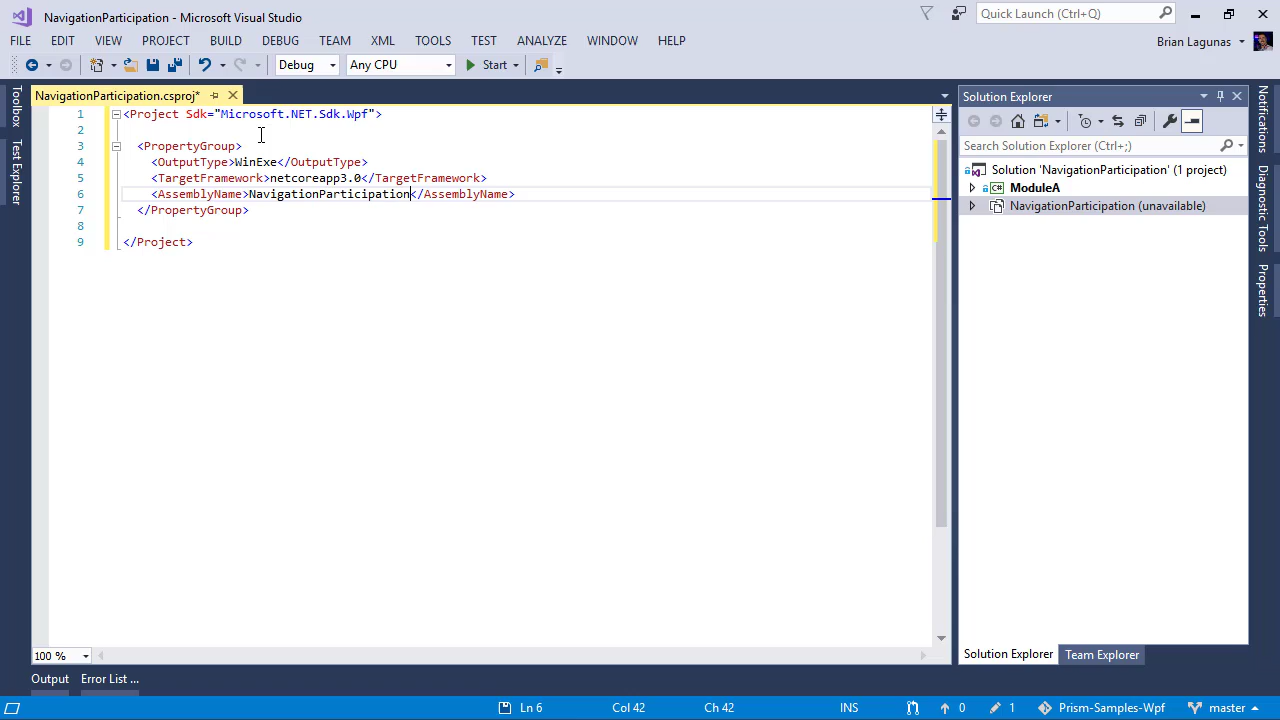 NavigationParticipation - Microsoft Visual Studio
Quick Launch (Ctrl+Q)
FILE EDIT VIEW PROJECT BUILD DEBUG TEAM XML TOOLS TEST ANALYZE WINDOW HELP
Brian Lagunas
Debug Any CPU Start
Toolbox
Test Explorer
NavigationParticipation.csproj*
1 <Project Sdk="Microsoft.NET.Sdk.Wpf">
2
3 <PropertyGroup>
4 <OutputType>WinExe</OutputType>
5 <TargetFramework>netcoreapp3.0</TargetFramework>
6 <AssemblyName>NavigationParticipation</AssemblyName>
7 </PropertyGroup>
8
9 </Project>
100 %
Solution Explorer
Search Solution Explorer (Ctrl+;)
Solution 'NavigationParticipation' (1 project)
C# ModuleA
NavigationParticipation (unavailable)
Solution Explorer Team Explorer
Notifications
Diagnostic Tools
Properties
Output Error List ...
Ln 6 Col 42 Ch 42 INS 0 1 Prism-Samples-Wpf master